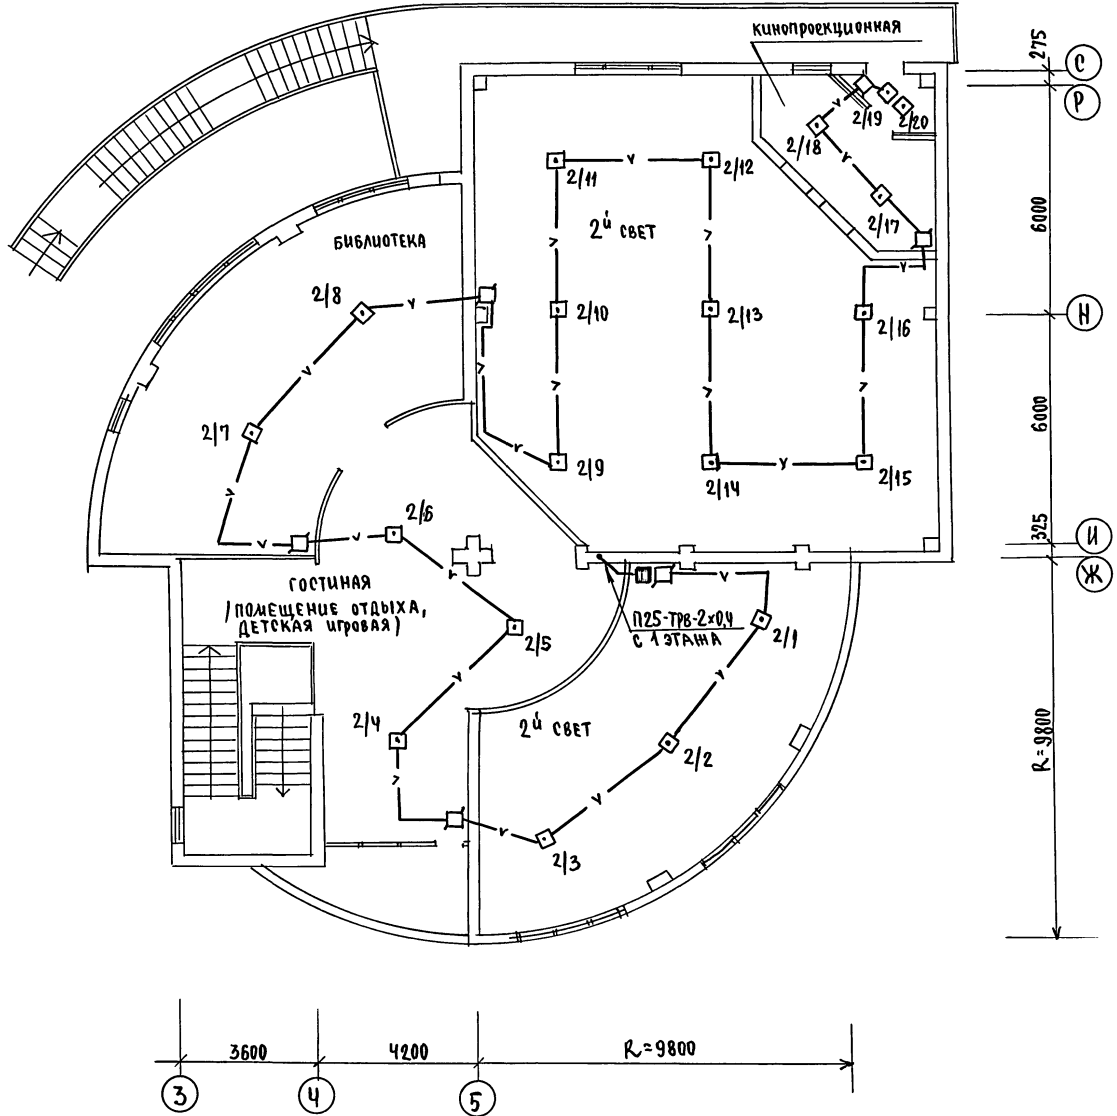 КИНОПРОЕКЦИОННАЯ
275
С
Р
2/19
2/20
2/18
2/11
2/12
2/17
2й СВЕТ
6000
БИБЛИОТЕКА
2/8
2/10
2/13
2/16
Н
2/7
6000
2/9
2/14
2/15
2/6
325
И
Ж
ГОСТИНАЯ
/ПОМЕЩЕНИЕ ОТДЫХА,
ДЕТСКАЯ ИГРОВАЯ/
П25-ТРВ-2х0,4
С 1 ЭТАЖА
2/1
2/5
2/4
2й СВЕТ
2/2
R=9800
2/3
3600
4200
R=9800
3
4
5